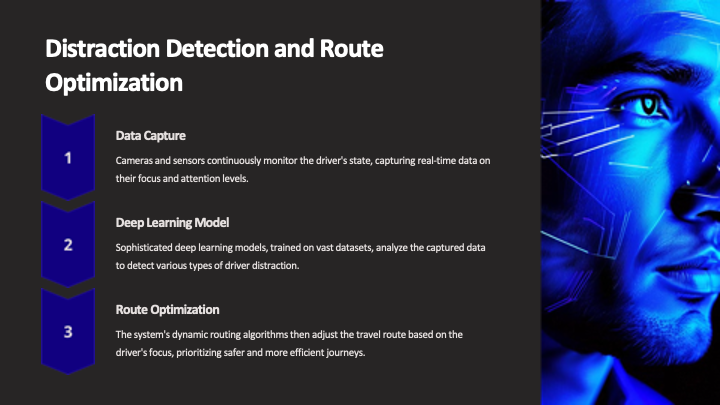 Distraction Detection and Route
Optimization
1
Data Capture
Cameras and sensors continuously monitor the driver's state, capturing real-time data on
their focus and attention levels.
2
Deep Learning Model
Sophisticated deep learning models, trained on vast datasets, analyze the captured data
to detect various types of driver distraction.
3
Route Optimization
The system's dynamic routing algorithms then adjust the travel route based on the
driver's focus, prioritizing safer and more efficient journeys.